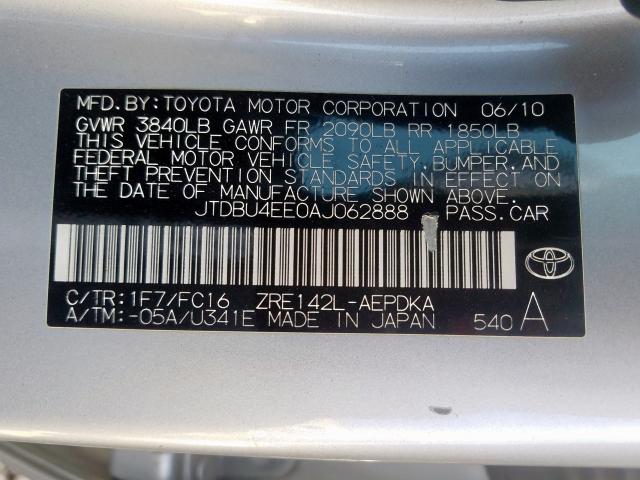 MFD.BY:TOYOTA MOTOR CORPORATION 06/10
GVWR 3840LB GAWR FR 2090LB RR 1850LB
THIS VEHICLE CONFORMS TO ALL APPLICABLE
FEDERAL MOTOR VEHICLE SAFETY, BUMPER, AND
THEFT PREVENTION STANDARDS IN EFFECT ON
THE DATE OF MANUFACTURE SHOWN ABOVE.
JTDBU4EE0AJ062888 PASS.CAR
C/TR:1F7/FC16 ZRE142L-AEPDKA
A/TM:-05A/U341E MADE IN JAPAN 540 A